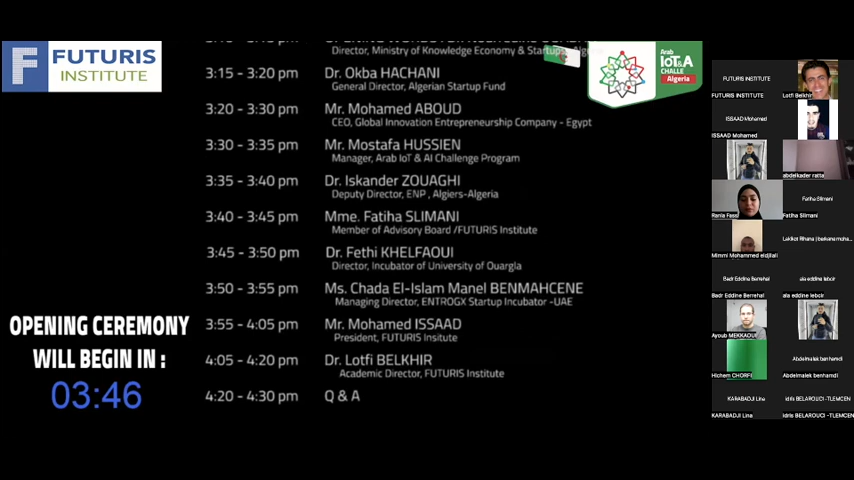 FUTURIS
INSTITUTE
Director, Ministry of Knowledge Economy & Startups
3:15 - 3:20 pm Dr. Okba HACHANI
General Director, Algerian Startup Fund
3:20 - 3:30 pm Mr. Mohamed ABOUD
CEO, Global Innovation Entrepreneurship Company - Egypt
3:30 - 3:35 pm Mr. Mostafa HUSSIEN
Manager, Arab IoT & AI Challenge Program
3:35 - 3:40 pm Dr. Iskander ZOUAGHI
Deputy Director, ENP , Algiers-Algeria
3:40 - 3:45 pm Mme. Fatiha SLIMANI
Member of Advisory Board /FUTURIS Institute
3:45 - 3:50 pm Dr. Fethi KHELFAOUI
Director, Incubator of University of Ouargla
3:50 - 3:55 pm Ms. Chada El-Islam Manel BENMAHCENE
Managing Director, ENTROGX Startup Incubator -UAE
3:55 - 4:05 pm Mr. Mohamed ISSAAD
President, FUTURIS Insitute
4:05 - 4:20 pm Dr. Lotfi BELKHIR
Academic Director, FUTURIS Institute
4:20 - 4:30 pm Q & A
OPENING CEREMONY
WILL BEGIN IN :
03:46
Arab
IoT&A
CHALLE
Algeria
FUTURIS INSTITUTE
FUTURIS INSTITUTE
Lotfi Belkhir
ISSAAD Mohamed
ISSAAD Mohamed
abdelkader ratta
Fatiha Slimani
Rania Fass
Fatiha Slimani
Mimmi Mohammed eldjilali
Badr Eddine Berrehal
ala eddine lebcir
Badr Eddine Berrehal
ala eddine lebcir
Ayoub MEKKAOUI
Abdelmalek benhamdi
Hichem CHORFI
Abdelmalek benhamdi
KARABADJI Lina
idris BELAROUCI -TLEMCEN
KARABADJI Lina
idris BELAROUCI -TLEMCEN